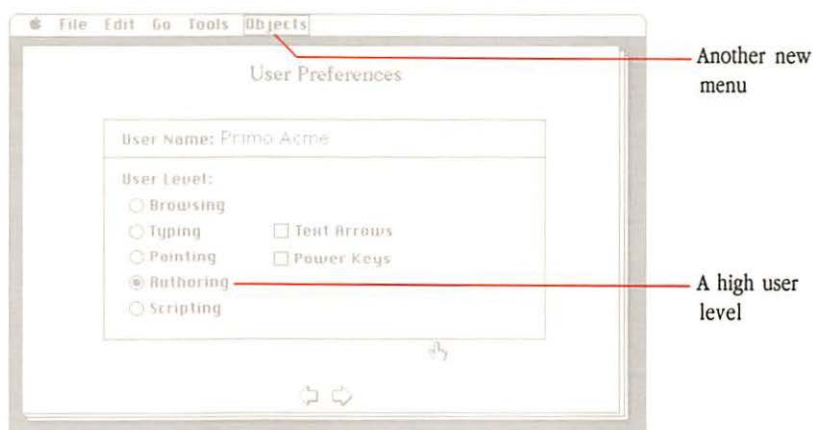 File Edit Go Tools Objects
Another new
menu
User Preferences
User Name: Primo Acme
User Level:
Browsing
Typing
Text Arrows
Painting
Power Keys
Authoring
A high user
level
Scripting